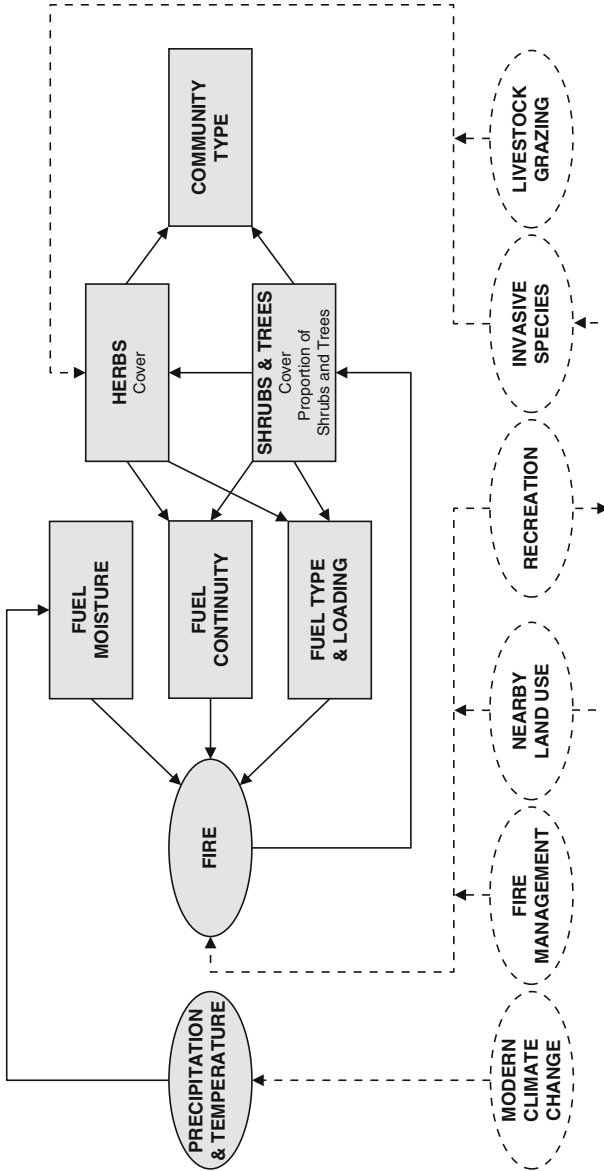 PRECIPITATION
& TEMPERATURE
FIRE
FUEL
MOISTURE
FUEL
CONTINUITY
FUEL TYPE
& LOADING
HERBS
Cover
SHRUBS & TREES
Cover
Proportion of
Shrubs and Trees
COMMUNITY
TYPE
MODERN
CLIMATE
CHANGE
FIRE
MANAGEMENT
NEARBY
LAND USE
RECREATION
INVASIVE
SPECIES
LIVESTOCK
GRAZING